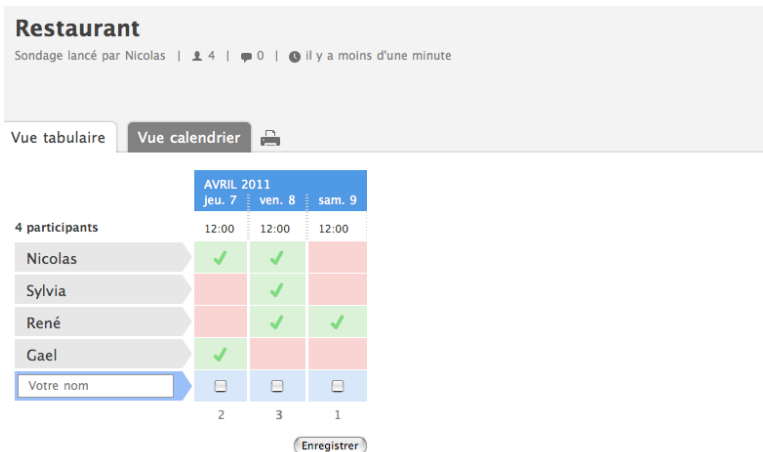 Restaurant
Sondage lancé par Nicolas | 4 | 0 | il y a moins d'une minute
Vue tabulaire Vue calendrier
AVRIL 2011
jeu. 7 ven. 8 sam. 9
4 participants 12:00 12:00 12:00
Nicolas
Sylvia
René
Gael
Votre nom
2 3 1
Enregistrer